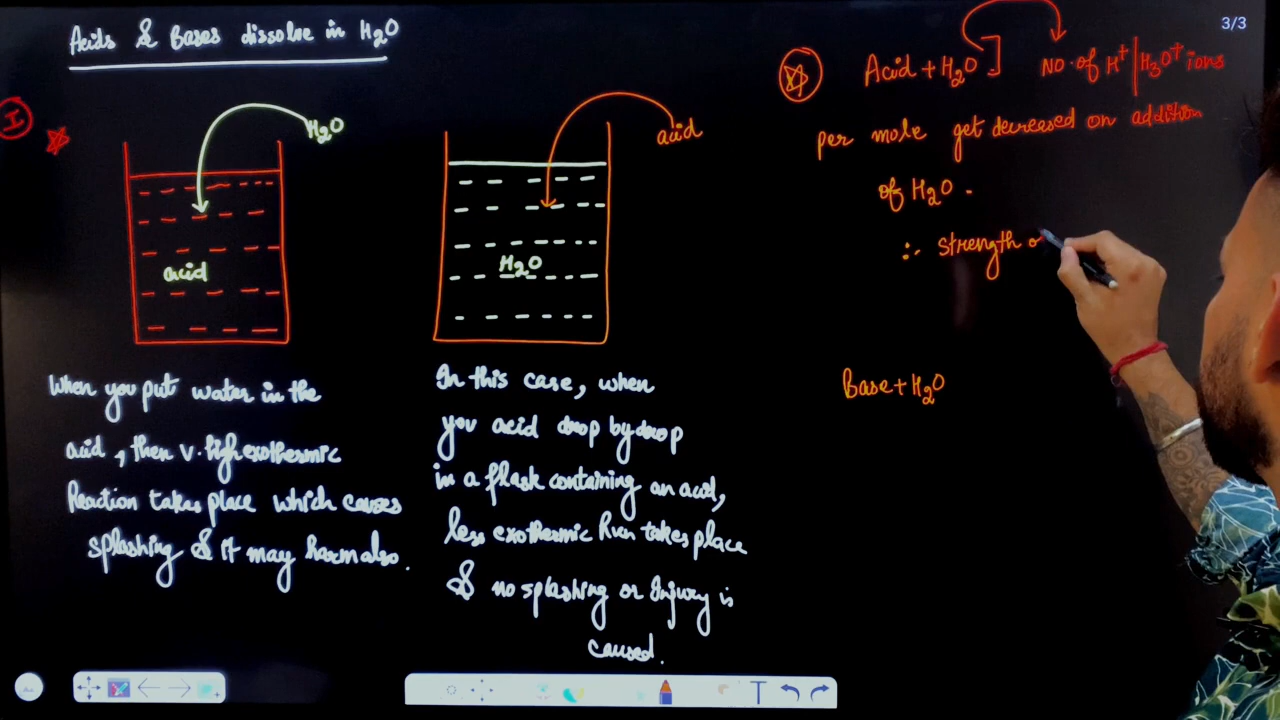 3/3
Acids & Bases dissolve in H₂O
I
H₂O
acid
When you put water in the
acid, then v. high exothermic
Reaction takes place which causes
splashing & it may harm also.
acid
H₂O
In this case, when
you acid drop by drop
in a flask containing an acid,
less exothermic Rxn takes place
& no splashing or Injury is
caused.
Acid + H₂O ] NO. of H⁺ | H₃O⁺ ions
per mole get decreased on addition
of H₂O.
∴ strength o
Base + H₂O
T